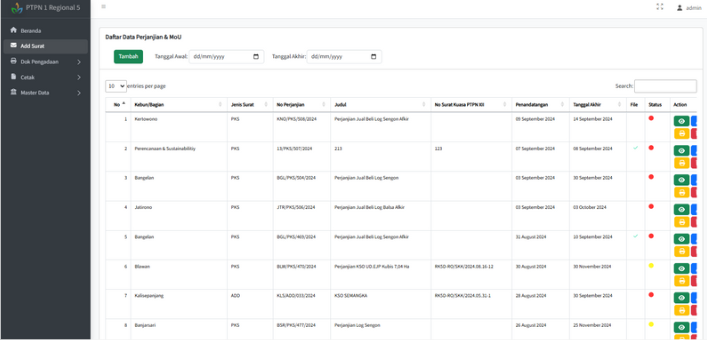 PTPN 1 Regional 5
admin
Beranda
Add Surat
Dok Pengadaan
Cetak
Master Data
Daftar Data Perjanjian & MoU
Tambah Tanggal Awal: dd/mm/yyyy Tanggal Akhir: dd/mm/yyyy
10 entries per page Search:
No Kebun/Bagian Jenis Surat No Perjanjian Judul No Surat Kuasa PTPN XII Penandatangan Tanggal Akhir File Status Action
1 Kertowono PKS KND/PKS/508/2024 Perjanjian Jual Beli Log Sengon Afkir 09 September 2024 14 September 2024
2 Perencanaan & Sustainability PKS 13/PKS/507/2024 213 123 07 September 2024 08 September 2024
3 Bangelan PKS BGL/PKS/504/2024 Perjanjian Jual Beli Log Sengon 03 September 2024 30 September 2024
4 Jatirono PKS JTR/PKS/506/2024 Perjanjian Jual Beli Log Balsa Afkir 03 September 2024 03 October 2024
5 Bangelan PKS BGL/PKS/469/2024 Perjanjian Jual Beli Log Sengon Afkir 31 August 2024 10 September 2024
6 Blawan PKS BLW/PKS/470/2024 Perjanjian KSO UD.EJP Kubis 7,04 Ha RKSD-RO/SKK/2024.08.16-12 30 August 2024 30 November 2024
7 Kalisepanjang ADD KLS/ADD/033/2024 KSO SEMANGKA RKSD-RO/SKK/2024.05.31-1 28 August 2024 30 September 2024
8 Banjarsari PKS BSR/PKS/477/2024 Perjanjian Log Sengon 26 August 2024 25 November 2024